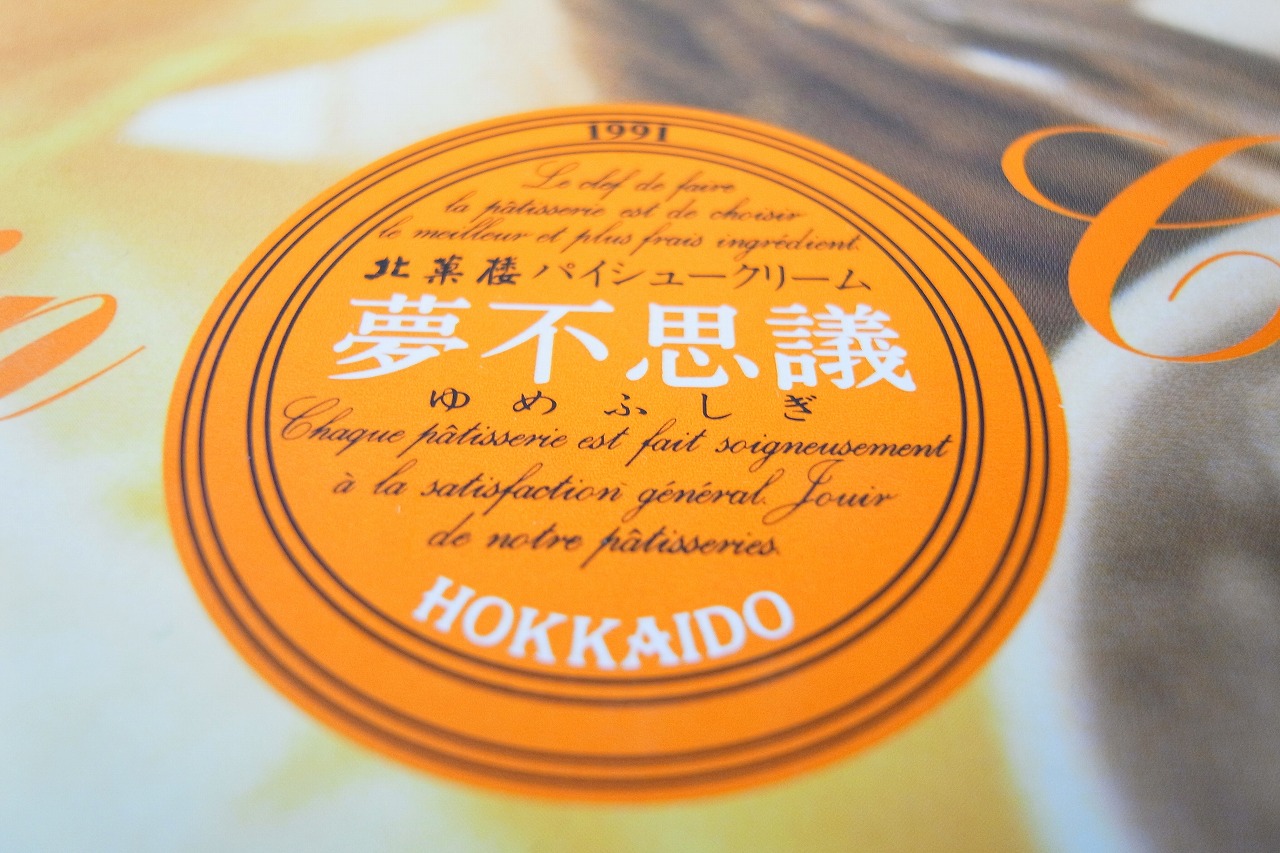 1991
Le clef de faire
la pâtisserie est de choisir
le meilleur et plus frais ingrédient.
北菓楼 パイシュークリーム
夢不思議
ゆめふしぎ
Chaque pâtisserie est fait soigneusement
à la satisfaction général. Jouir
de notre pâtisseries.
HOKKAIDO
C